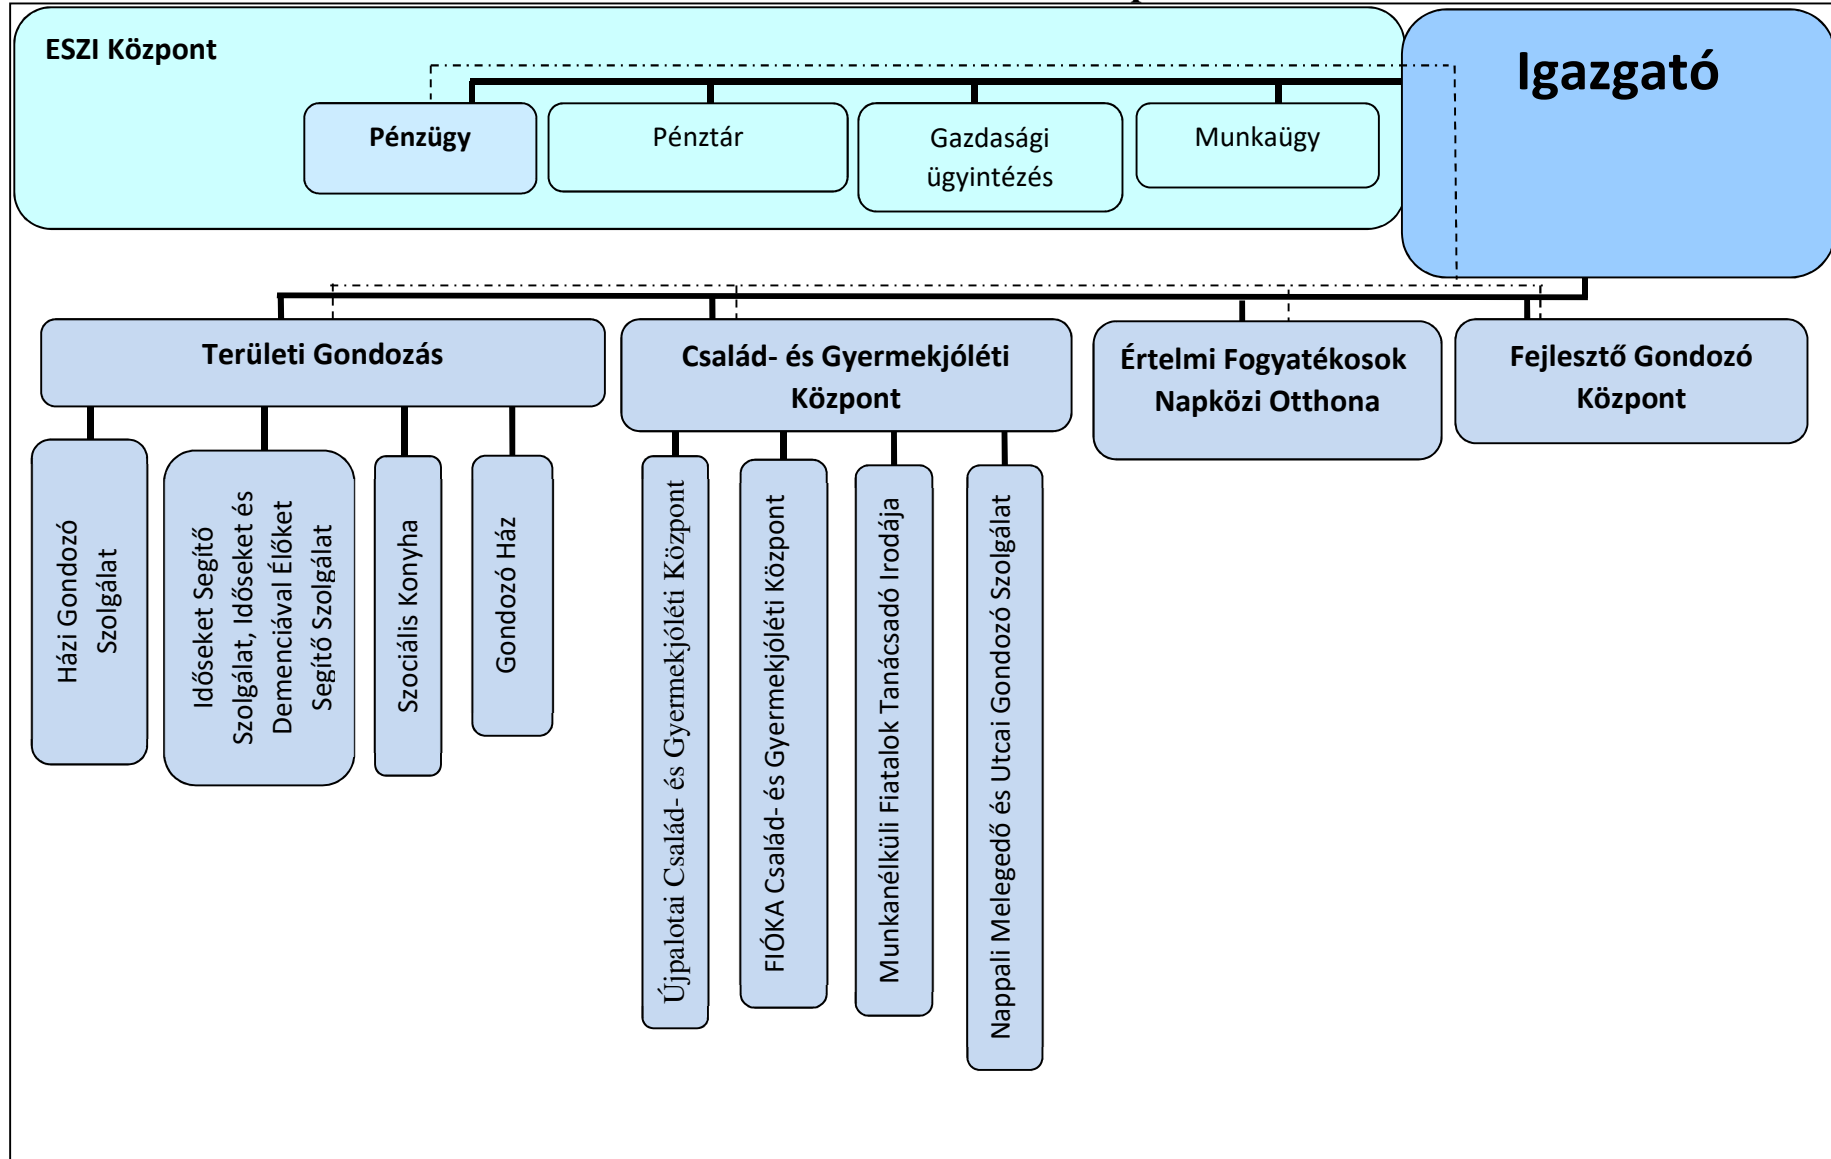 ESZI Központ
Igazgató
Pénzügy
Pénztár
Gazdasági
ügyintézés
Munkaügy
Területi Gondozás
Család- és Gyermekjóléti
Központ
Értelmi Fogyatékosok
Napközi Otthona
Fejlesztő Gondozó
Központ
Házi Gondozó
Szolgálat
Időseket Segítő
Szolgálat, Időseket és
Demenciával Élőket
Segítő Szolgálat
Szociális Konyha
Gondozó Ház
Újpalotai Család- és Gyermekjóléti Központ
FIÓKA Család- és Gyermekjóléti Központ
Munkanélküli Fiatalok Tanácsadó Irodája
Nappali Melegedő és Utcai Gondozó Szolgálat